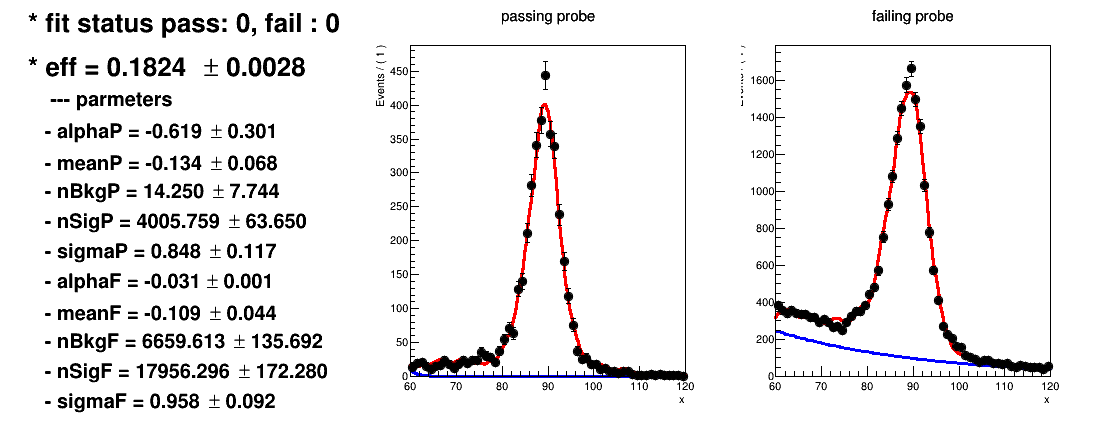 * fit status pass: 0, fail : 0
* eff = 0.1824 ± 0.0028
--- parmeters
- alphaP = -0.619 ± 0.301
- meanP = -0.134 ± 0.068
- nBkgP = 14.250 ± 7.744
- nSigP = 4005.759 ± 63.650
- sigmaP = 0.848 ± 0.117
- alphaF = -0.031 ± 0.001
- meanF = -0.109 ± 0.044
- nBkgF = 6659.613 ± 135.692
- nSigF = 17956.296 ± 172.280
- sigmaF = 0.958 ± 0.092
passing probe
Events / ( 1 )
450
400
350
300
250
200
150
100
50
0
60 70 80 90 100 110 120
x
failing probe
1600
1400
1200
1000
800
600
400
200
0
60 70 80 90 100 110 120
x